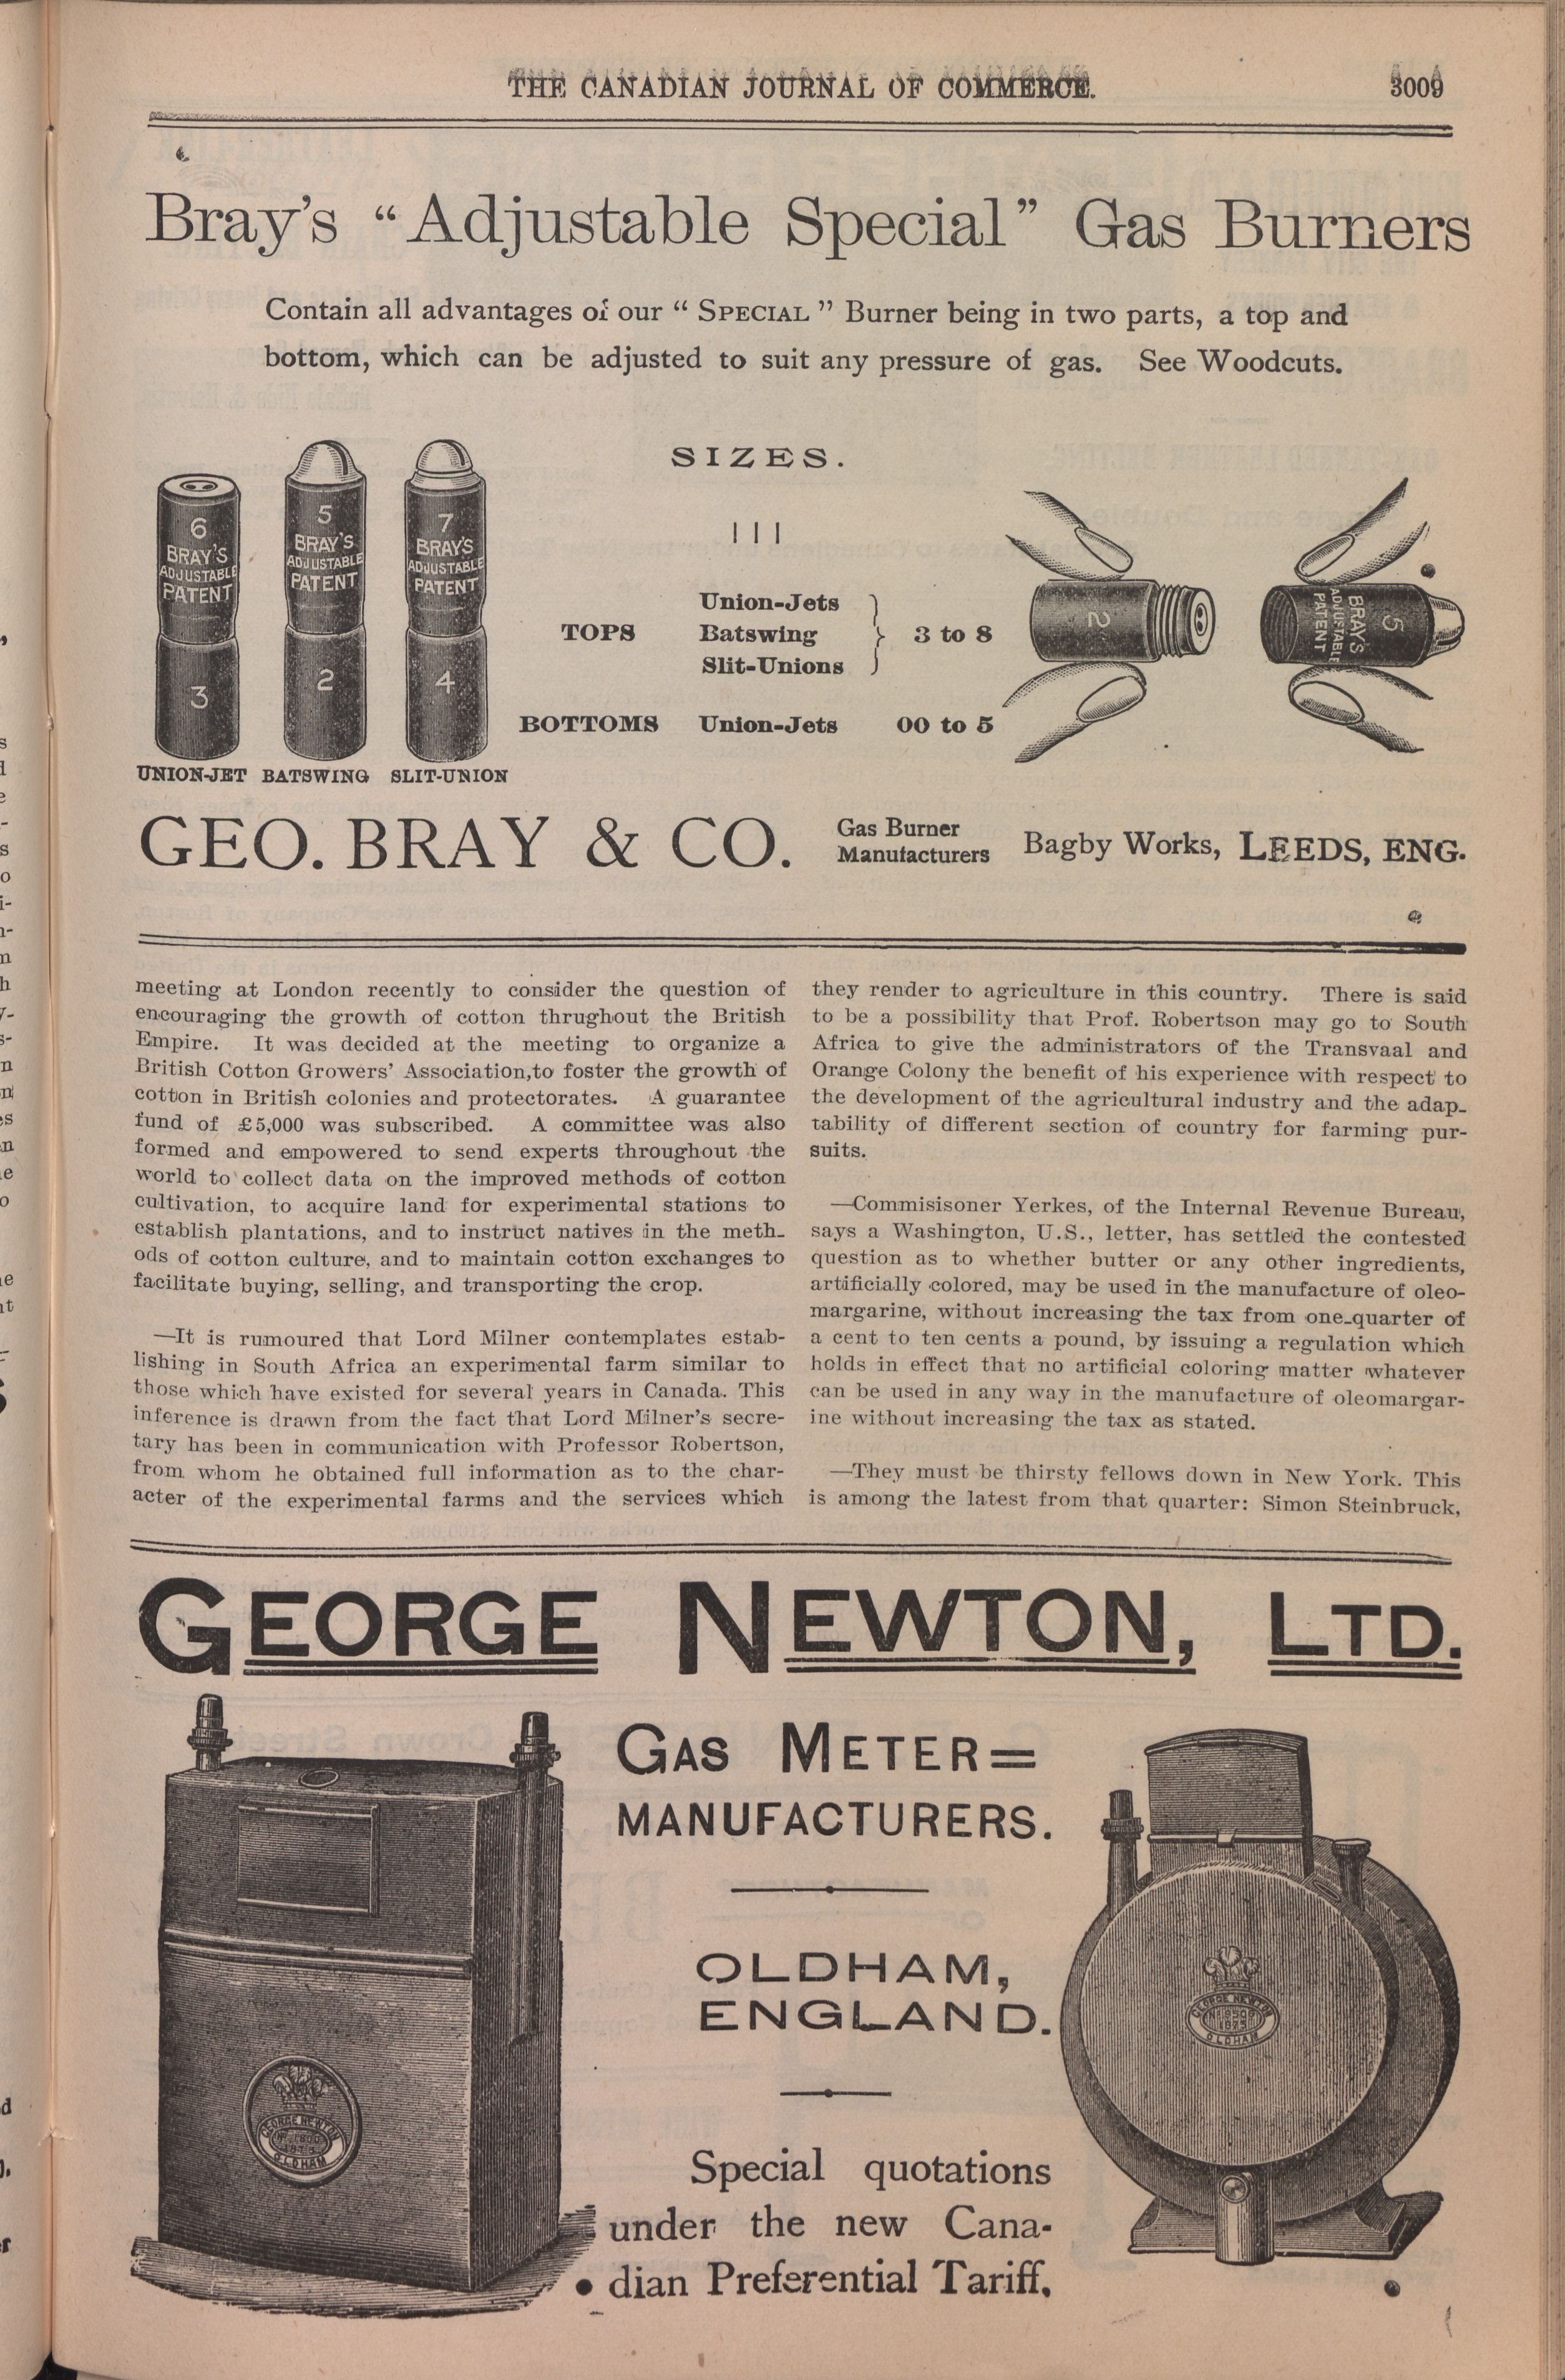 THE CANADIAN JOURNAL OF COMMERCE.
3009
Bray's "Adjustable Special" Gas Burners
Contain all advantages of our "SPECIAL" Burner being in two parts, a top and
bottom, which can be adjusted to suit any pressure of gas. See Woodcuts.
6
BRAY'S
ADJUSTABLE
PATENT
3
5
BRAY'S
ADJUSTABLE
PATENT
2
7
BRAY'S
ADJUSTABLE
PATENT
4
UNION-JET BATSWING SLIT-UNION
SIZES.
TOPS
Union-Jets
Batswing
Slit-Unions
3 to 8
BOTTOMS Union-Jets 00 to 5
2
5
BRAY'S
ADJUSTABLE
PATENT
GEO. BRAY & CO.
Gas Burner
Manufacturers
Bagby Works, LEEDS, ENG.
meeting at London recently to consider the question of
encouraging the growth of cotton thrughout the British
Empire. It was decided at the meeting to organize a
British Cotton Growers' Association,to foster the growth of
cotton in British colonies and protectorates. A guarantee
fund of £5,000 was subscribed. A committee was also
formed and empowered to send experts throughout the
world to collect data on the improved methods of cotton
cultivation, to acquire land for experimental stations to
establish plantations, and to instruct natives in the meth-
ods of cotton culture, and to maintain cotton exchanges to
facilitate buying, selling, and transporting the crop.
—It is rumoured that Lord Milner contemplates estab-
lishing in South Africa an experimental farm similar to
those which have existed for several years in Canada. This
inference is drawn from the fact that Lord Milner's secre-
tary has been in communication with Professor Robertson,
from whom he obtained full information as to the char-
acter of the experimental farms and the services which
they render to agriculture in this country. There is said
to be a possibility that Prof. Robertson may go to South
Africa to give the administrators of the Transvaal and
Orange Colony the benefit of his experience with respect to
the development of the agricultural industry and the adap-
tability of different section of country for farming pur-
suits.
—Commisisoner Yerkes, of the Internal Revenue Bureau,
says a Washington, U.S., letter, has settled the contested
question as to whether butter or any other ingredients,
artificially colored, may be used in the manufacture of oleo-
margarine, without increasing the tax from one-quarter of
a cent to ten cents a pound, by issuing a regulation which
holds in effect that no artificial coloring matter whatever
can be used in any way in the manufacture of oleomargar-
ine without increasing the tax as stated.
—They must be thirsty fellows down in New York. This
is among the latest from that quarter: Simon Steinbruck,
GEORGE NEWTON, LTD.
GAS METER=
MANUFACTURERS.
OLDHAM,
ENGLAND.
Special quotations
under the new Cana-
dian Preferential Tariff.
GEORGE NEWTON
OLDHAM
GEORGE NEWTON
1875
OLDHAM